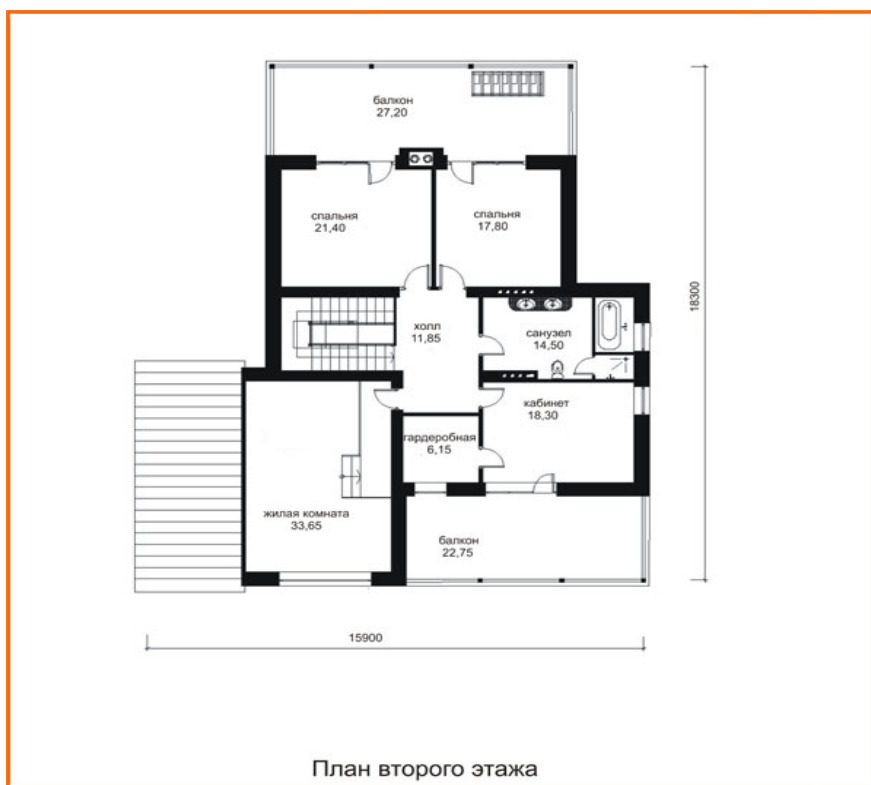 балкон
27,20
спальня
21,40
спальня
17,80
холл
11,85
санузел
14,50
18300
кабинет
18,30
гардеробная
6,15
жилая комната
33,65
балкон
22,75
15900
План второго этажа